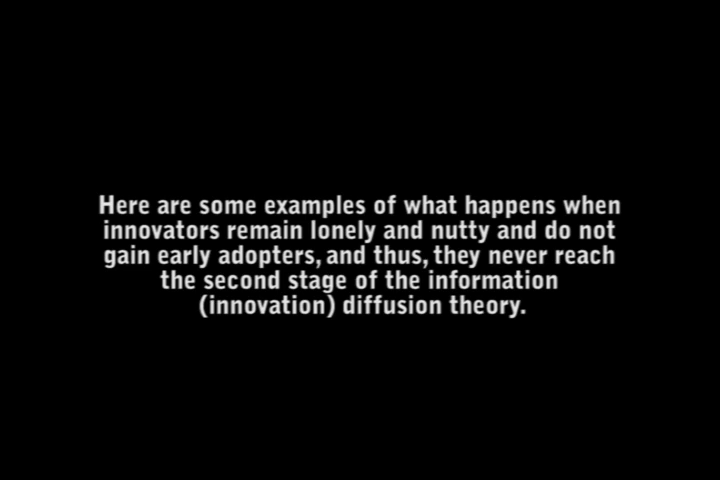 Here are some examples of what happens when
innovators remain lonely and nutty and do not
gain early adopters, and thus, they never reach
the second stage of the information
(innovation) diffusion theory.